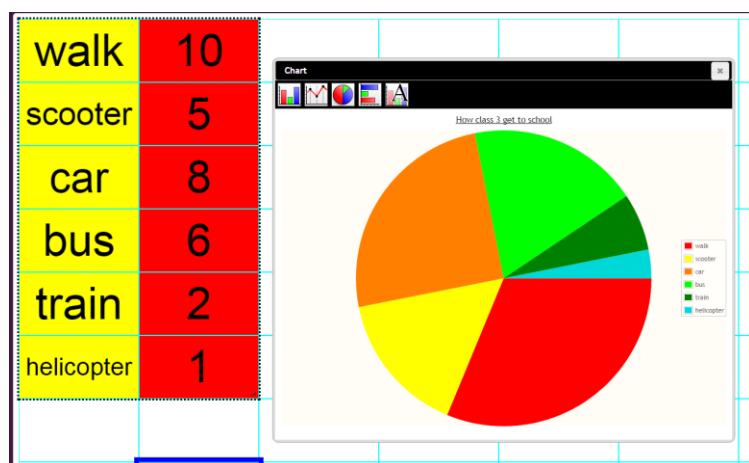 walk 10
scooter 5
car 8
bus 6
train 2
helicopter 1
Chart
A
How class 3 get to school
walk
scooter
car
bus
train
helicopter